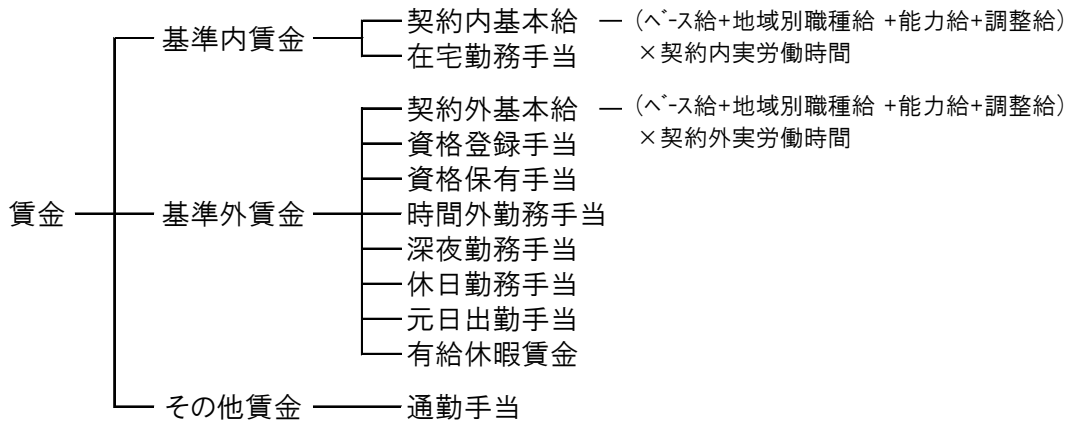 契約内基本給 ― (ﾍﾞｰｽ給+地域別職種給 +能力給+調整給)
基準内賃金
在宅勤務手当 ×契約内実労働時間
契約外基本給 ― (ﾍﾞｰｽ給+地域別職種給 +能力給+調整給)
資格登録手当 ×契約外実労働時間
資格保有手当
賃金 基準外賃金 時間外勤務手当
深夜勤務手当
休日勤務手当
元日出勤手当
有給休暇賃金
その他賃金 通勤手当